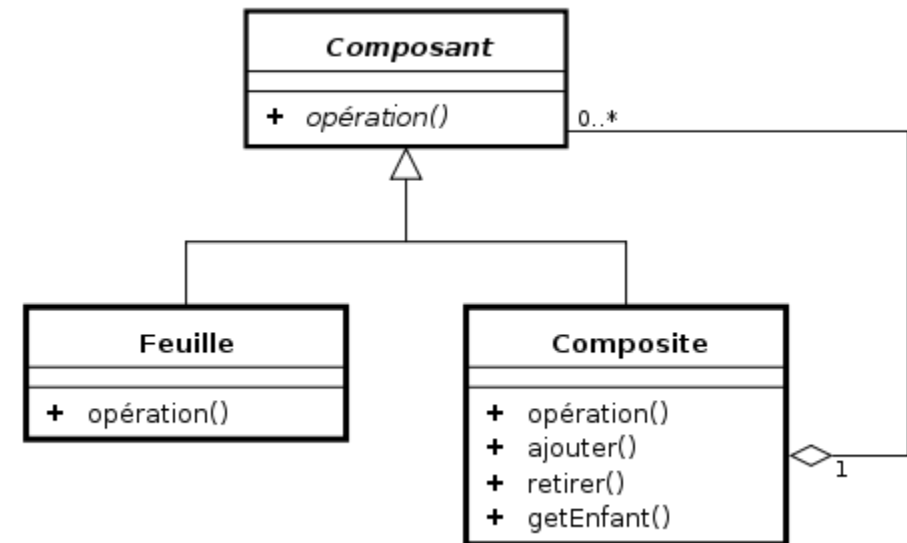 Composant
+ opération()
0..*
Feuille
+ opération()
Composite
+ opération()
+ ajouter()
+ retirer()
+ getEnfant()
1